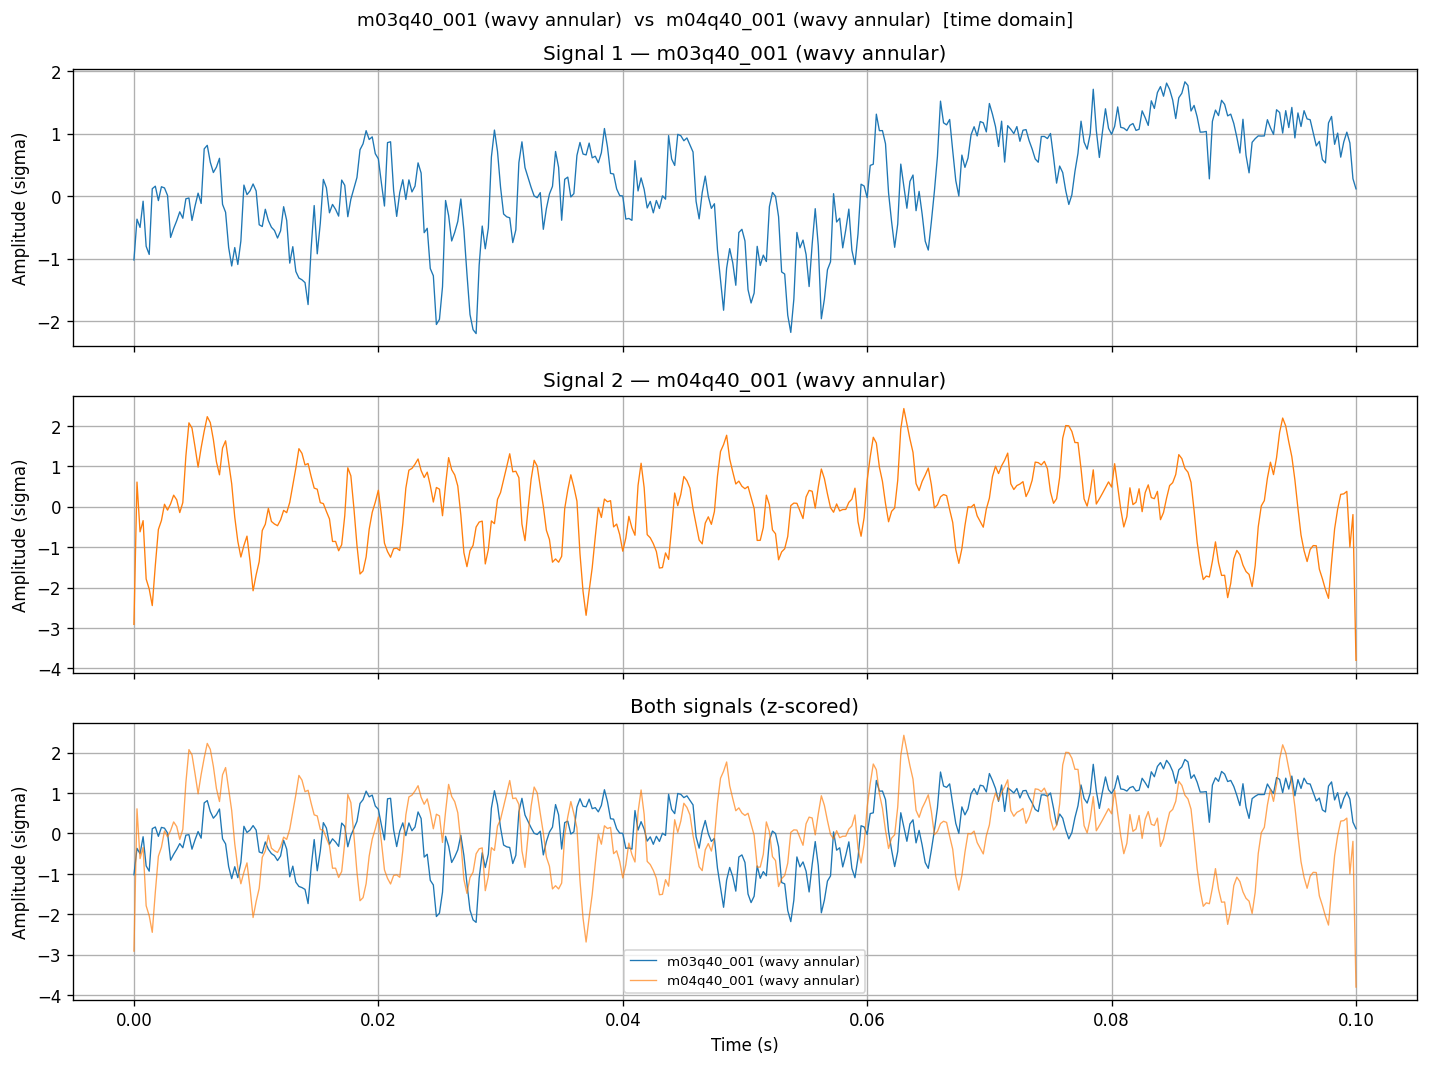 m03q40_001 (wavy annular)  vs  m04q40_001 (wavy annular)  [time domain]
Signal 1 — m03q40_001 (wavy annular)
Amplitude (sigma)
2
1
0
−1
−2
Signal 2 — m04q40_001 (wavy annular)
Amplitude (sigma)
2
1
0
−1
−2
−3
−4
Both signals (z-scored)
Amplitude (sigma)
2
1
0
−1
−2
−3
−4
m03q40_001 (wavy annular)
m04q40_001 (wavy annular)
0.00 0.02 0.04 0.06 0.08 0.10
Time (s)